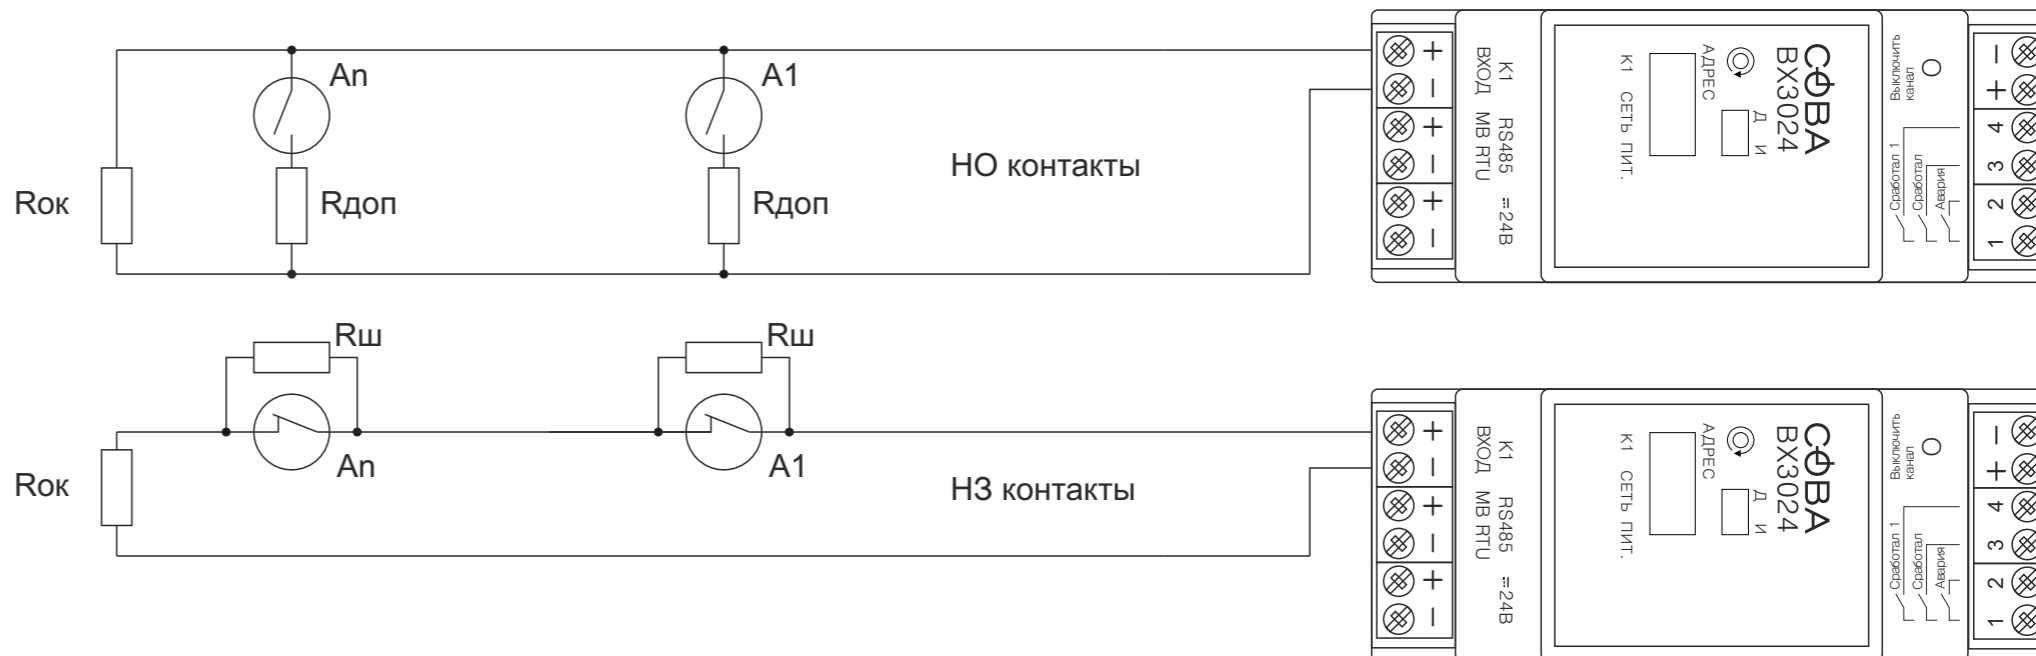 An
A1
Rок
Rдоп
Rдоп
НО контакты
+
−
+
−
+
−
К1
ВХОД
RS485
MB RTU
⎓24В
К1 СЕТЬ ПИТ.
АДРЕС
Д И
СОВА
ВХ3024
Выключить
канал
Сработал 1
Сработал
Авария
−
+
4
3
2
1
Rш
Rш
An
A1
Rок
НЗ контакты
+
−
+
−
+
−
К1
ВХОД
RS485
MB RTU
⎓24В
К1 СЕТЬ ПИТ.
АДРЕС
Д И
СОВА
ВХ3024
Выключить
канал
Сработал 1
Сработал
Авария
−
+
4
3
2
1